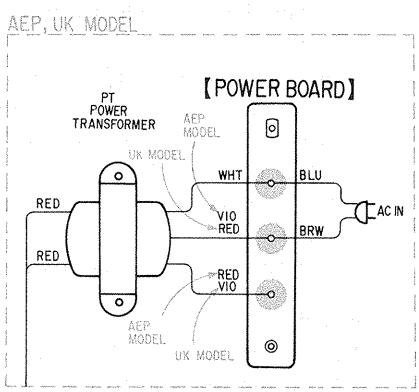 AEP, UK MODEL
【POWER BOARD】
PT
POWER
TRANSFORMER
AEP
MODEL
UK MODEL
WHT
BLU
RED
VIO
RED
BRW
AC IN
RED
RED
VIO
AEP
MODEL
UK MODEL